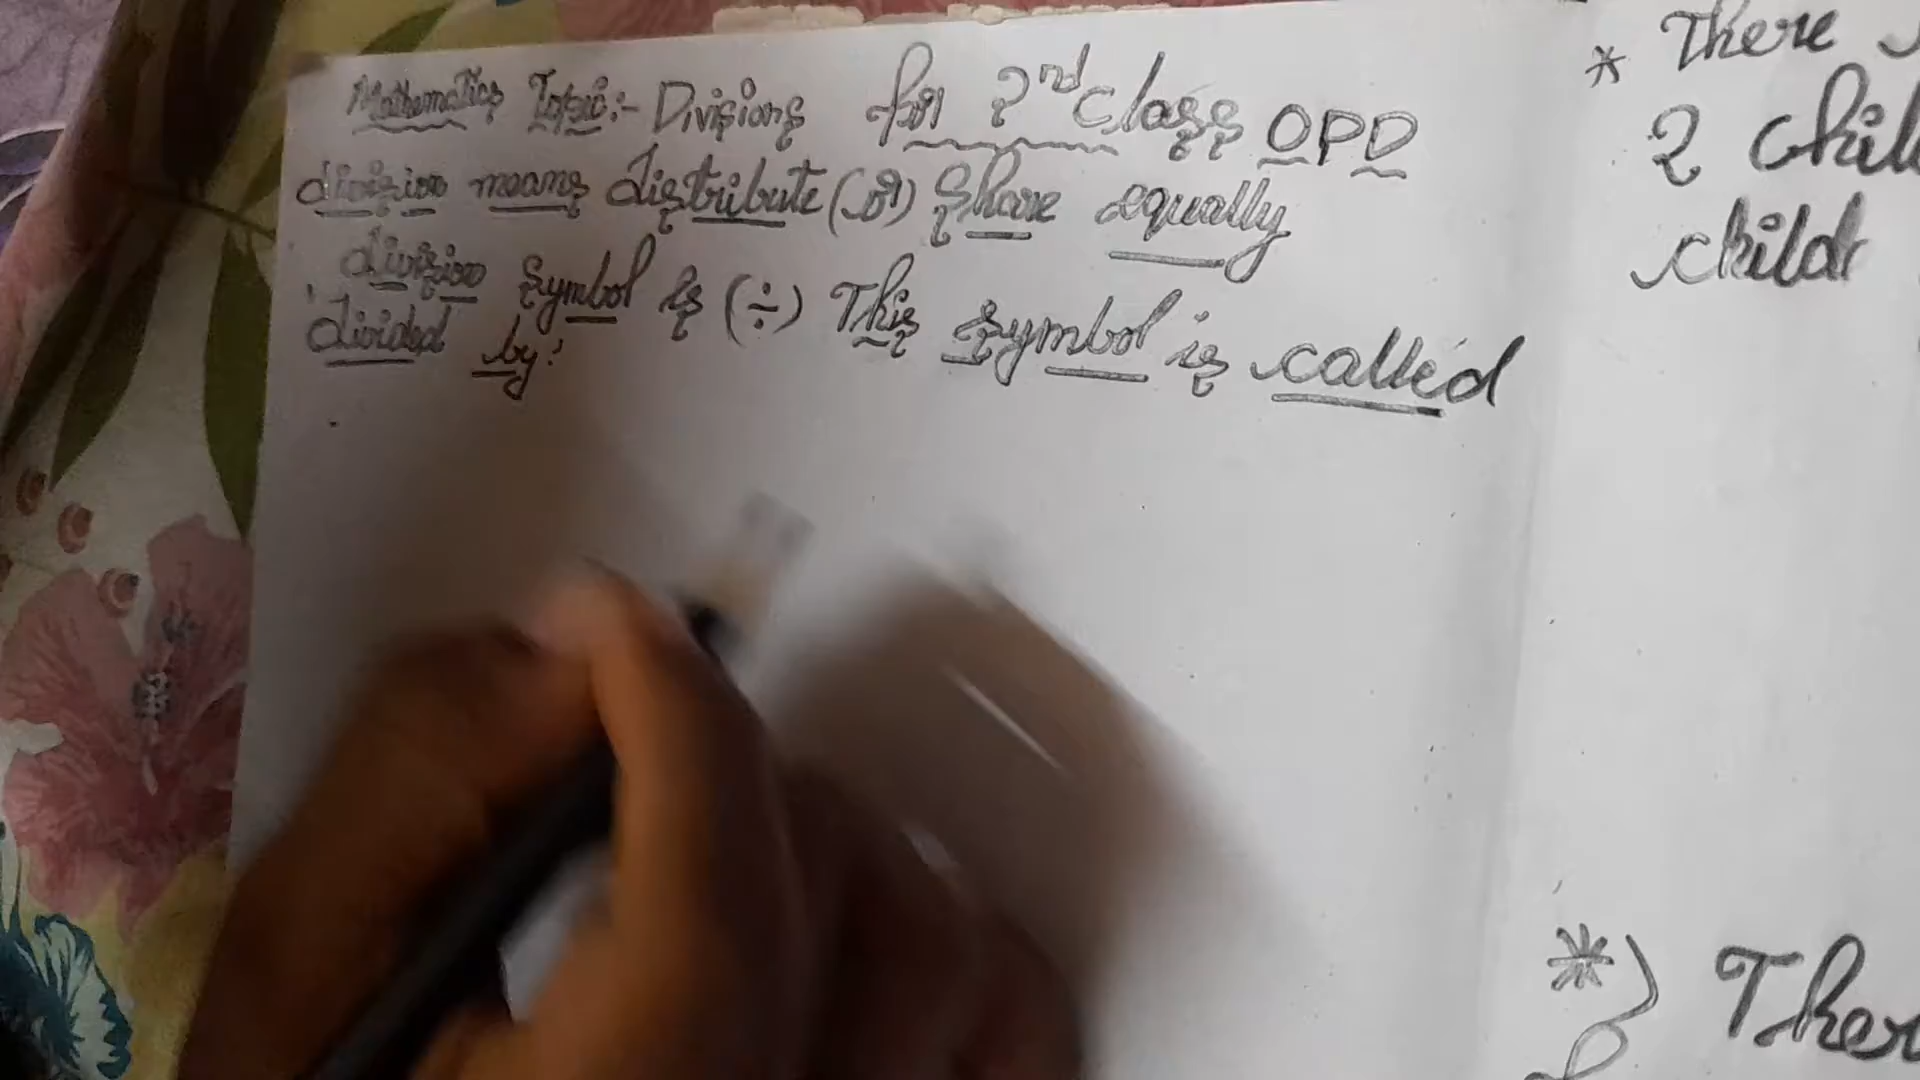 Mathematics Topic:- Divisions for 2nd Class OPD
division means distribute (or) Share equally
division Symbol is (÷) This symbol is called
divided by:
* There
2 chil
child
*) Ther